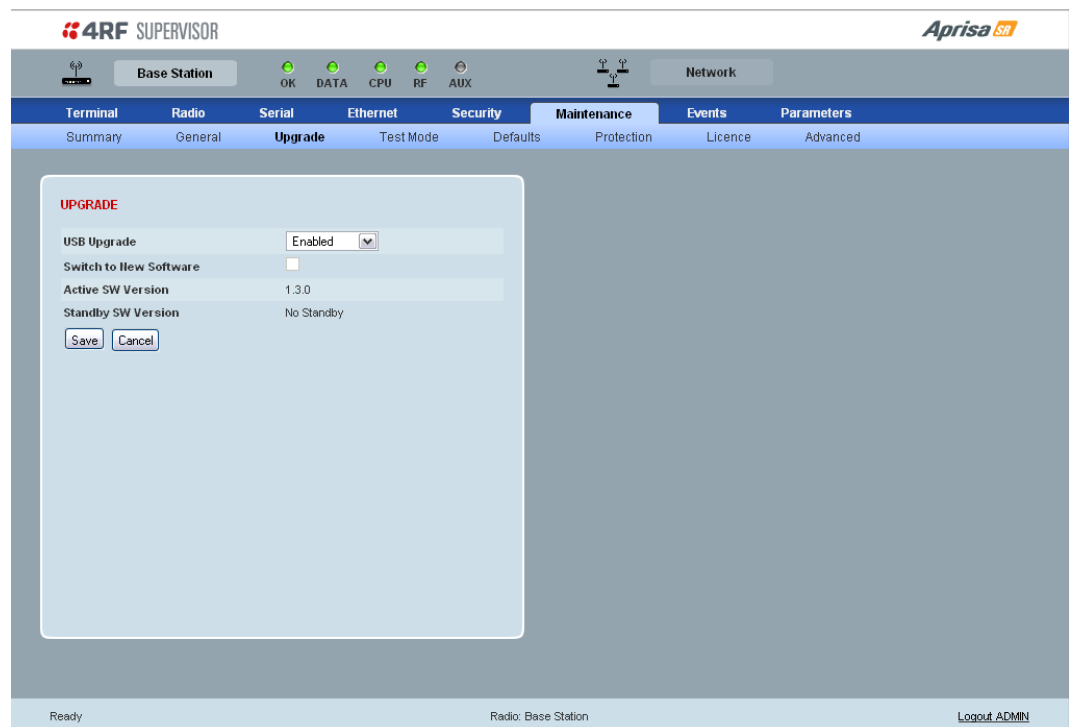 4RF SUPERVISOR
Aprisa SR
Base Station
OK DATA CPU RF AUX
Network
Terminal Radio Serial Ethernet Security Maintenance Events Parameters
Summary General Upgrade Test Mode Defaults Protection Licence Advanced
UPGRADE
USB Upgrade Enabled
Switch to New Software
Active SW Version 1.3.0
Standby SW Version No Standby
Save Cancel
Ready Radio: Base Station Logout ADMIN